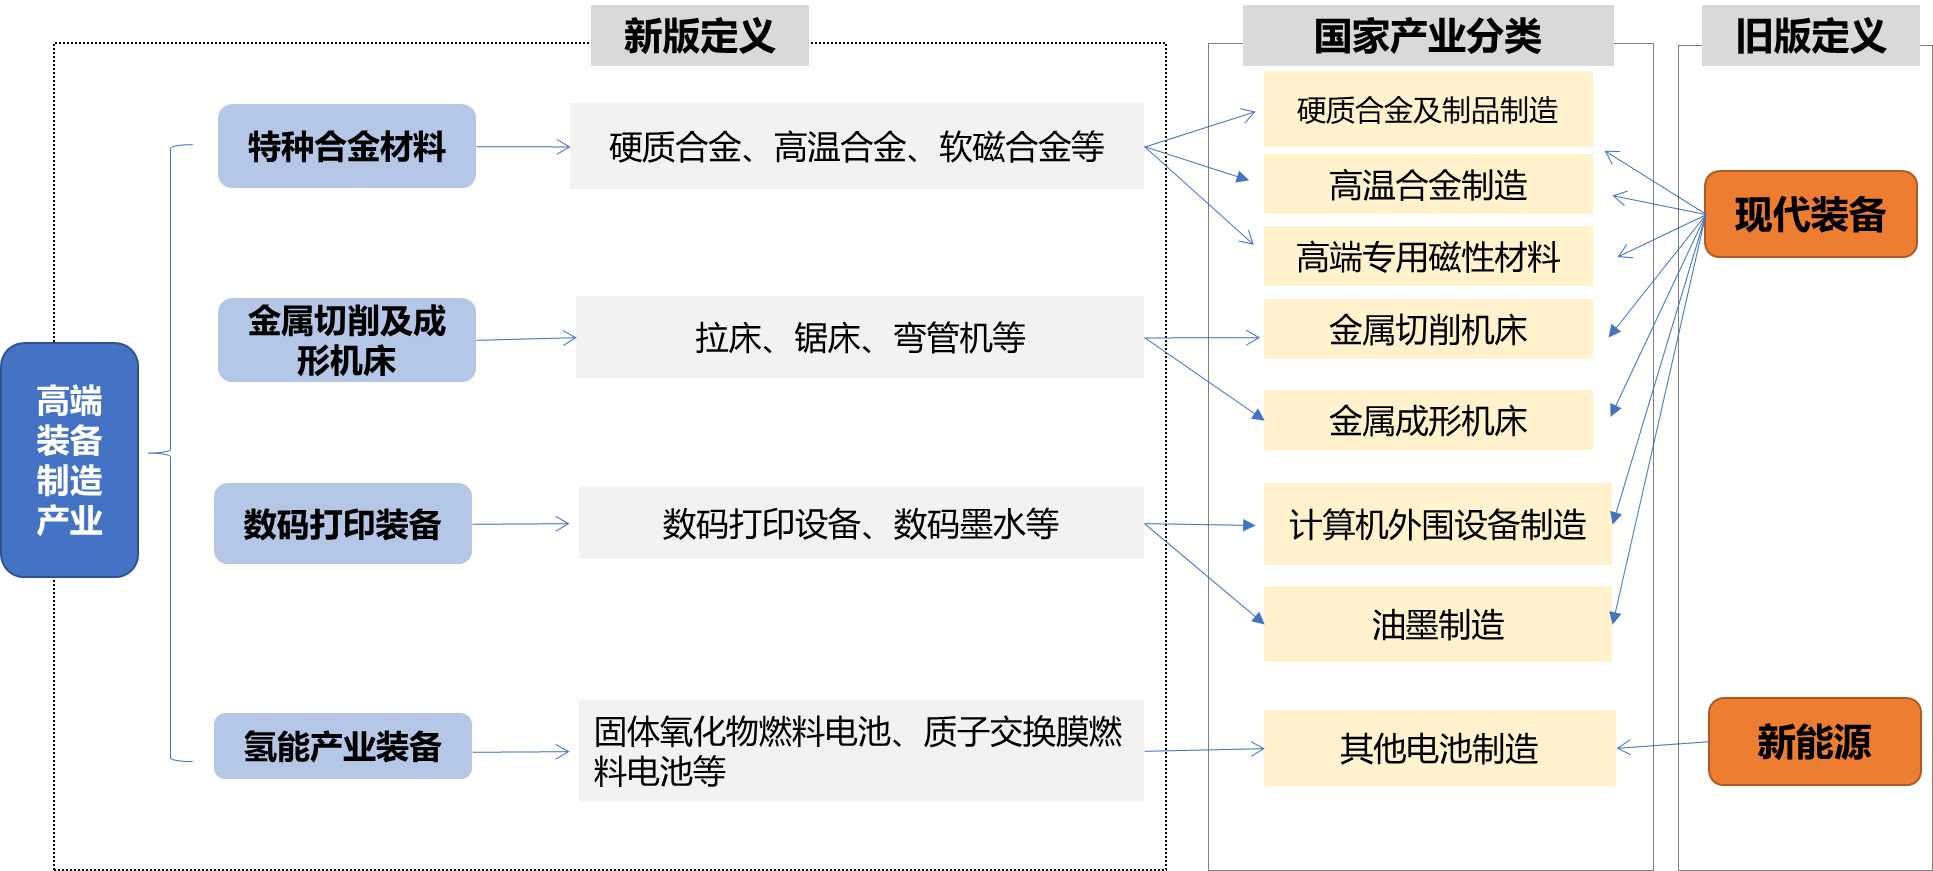 新版定义
国家产业分类
旧版定义
高端
装备
制造
产业
特种合金材料
硬质合金、高温合金、软磁合金等
硬质合金及制品制造
高温合金制造
高端专用磁性材料
现代装备
金属切削及成
形机床
拉床、锯床、弯管机等
金属切削机床
金属成形机床
数码打印装备
数码打印设备、数码墨水等
计算机外围设备制造
油墨制造
氢能产业装备
固体氧化物燃料电池、质子交换膜燃
料电池等
其他电池制造
新能源